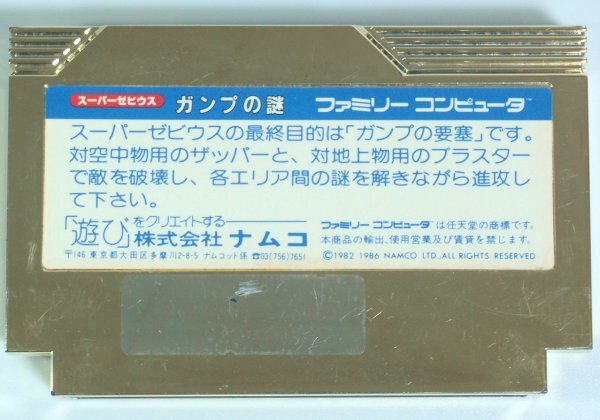 スーパーゼビウス ガンプの謎 ファミリー コンピュータ™
スーパーゼビウスの最終目的は「ガンプの要塞」です。
対空中物用のザッパーと、対地上物用のブラスター
で敵を破壊し、各エリア間の謎を解きながら進攻し
て下さい。
「遊び」をクリエイトする
株式会社 ナムコ
〒146 東京都大田区多摩川2-8-5 ナムコット係 ☎03(756)7651
ファミリー コンピュータ™は任天堂の商標です。
本商品の輸出、使用営業及び賃貸を禁じます。
©1982 1986 NAMCO LTD.,ALL RIGHTS RESERVED